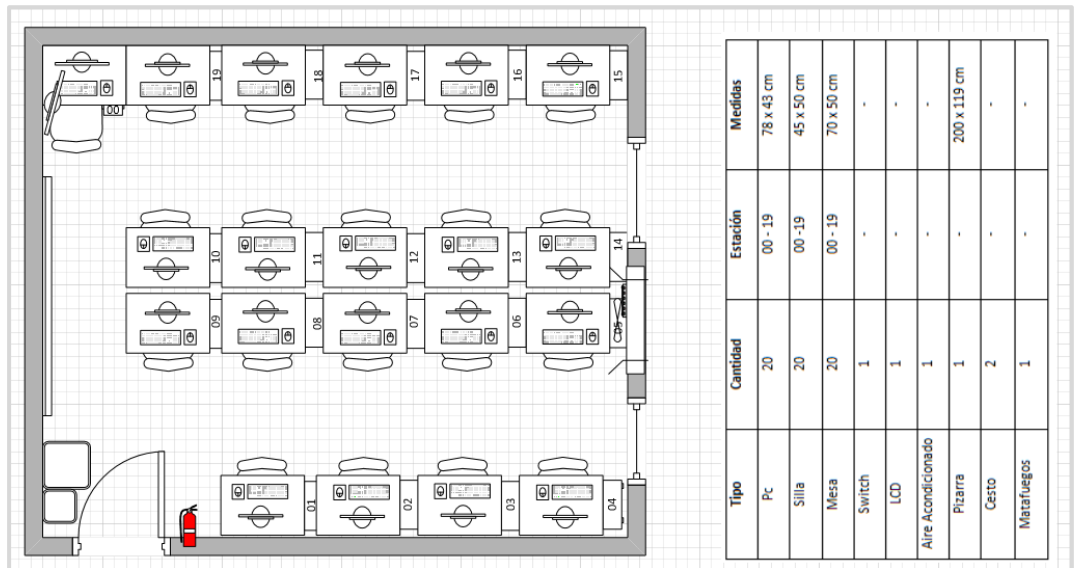 19 18 17 16 15
10 11 12 13 14
09 08 07 06 05
01 02 03 04
Tipo Cantidad Estación Medidas
Pc 20 00 - 19 78 x 43 cm
Silla 20 00 -19 45 x 50 cm
Mesa 20 00 - 19 70 x 50 cm
Switch 1 - -
LCD 1 - -
Aire Acondicionado 1 - -
Pizarra 1 - 200 x 119 cm
Cesto 2 - -
Matafuegos 1 - -